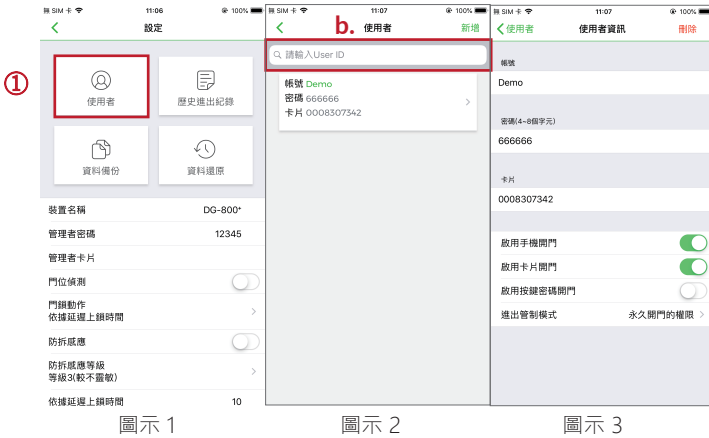 無 SIM 卡 11:06 100%
設定
①
使用者
歷史進出紀錄
資料備份
資料還原
裝置名稱 DG-800⁺
管理者密碼 12345
管理者卡片
門位偵測
門鎖動作
依據延遲上鎖時間
防拆感應
防拆感應等級
等級3(較不靈敏)
依據延遲上鎖時間 10
圖示 1
無 SIM 卡 11:07 100%
b. 使用者 新增
請輸入User ID
帳號 Demo
密碼 666666
卡片 0008307342
圖示 2
無 SIM 卡 11:07 100%
使用者 使用者資訊 刪除
帳號
Demo
密碼(4~8個字元)
666666
卡片
0008307342
啟用手機開門
啟用卡片開門
啟用按鍵密碼開門
進出管制模式 永久開門的權限
圖示 3